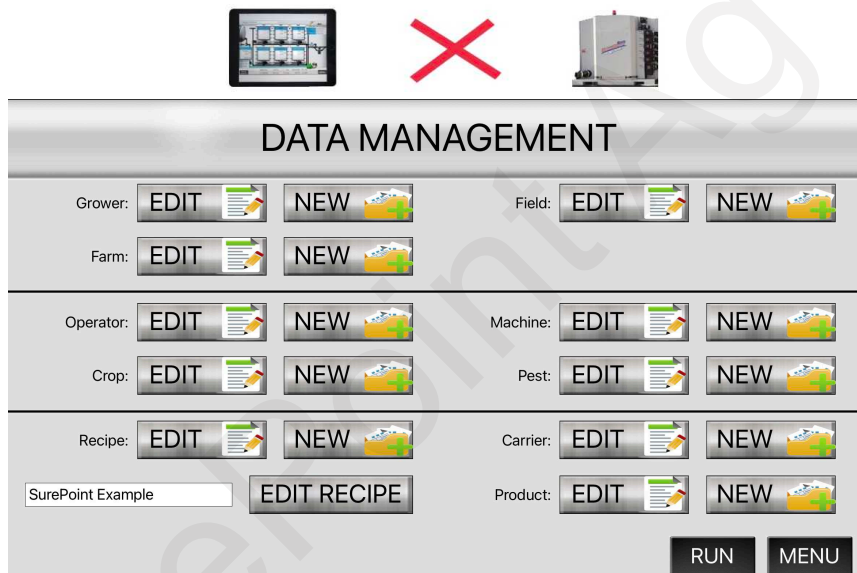 DATA MANAGEMENT
Grower: EDIT NEW Field: EDIT NEW
Farm: EDIT NEW
Operator: EDIT NEW Machine: EDIT NEW
Crop: EDIT NEW Pest: EDIT NEW
Recipe: EDIT NEW Carrier: EDIT NEW
SurePoint Example EDIT RECIPE Product: EDIT NEW
RUN MENU